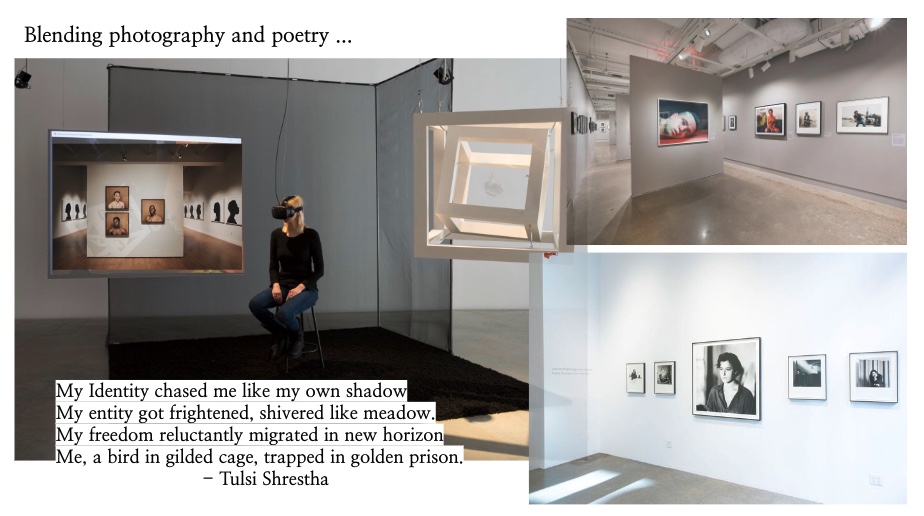 Blending photography and poetry ...
My Identity chased me like my own shadow
My entity got frightened, shivered like meadow.
My freedom reluctantly migrated in new horizon
Me, a bird in gilded cage, trapped in golden prison.
– Tulsi Shrestha